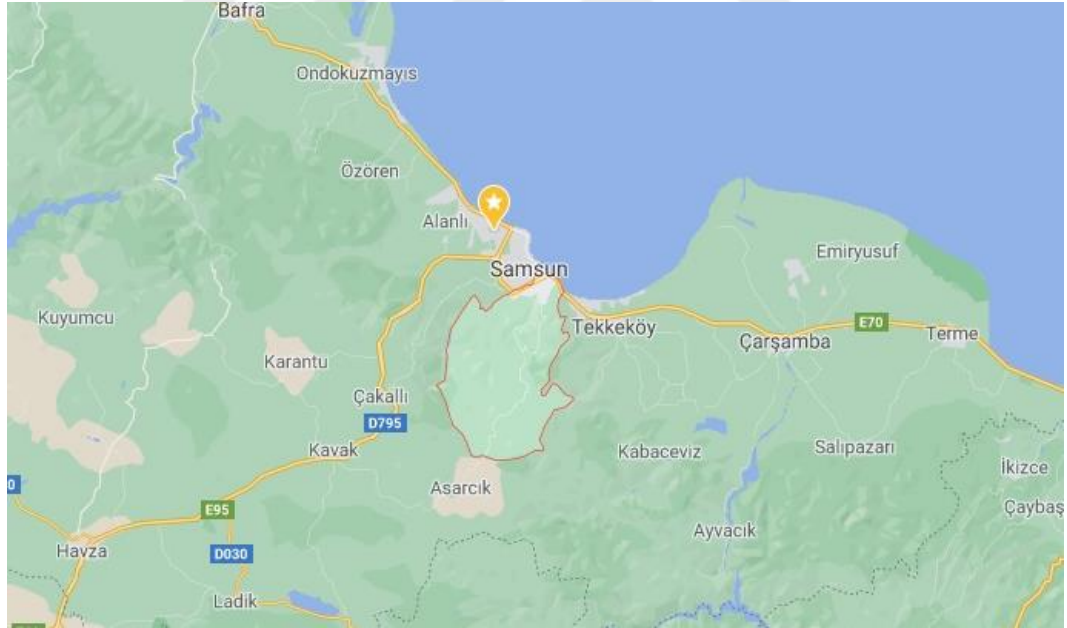 Bafra
Ondokuzmayıs
Özören
Alanlı
Emiryusuf
Samsun
Kuyumcu
Tekkeköy
E70
Terme
Çarşamba
Karantu
Çakallı
D795
Kavak
Kabaceviz
Salıpazarı
İkizce
Asarcık
0
E95
Çaybaş
Ayvacık
Havza
D030
Ladik